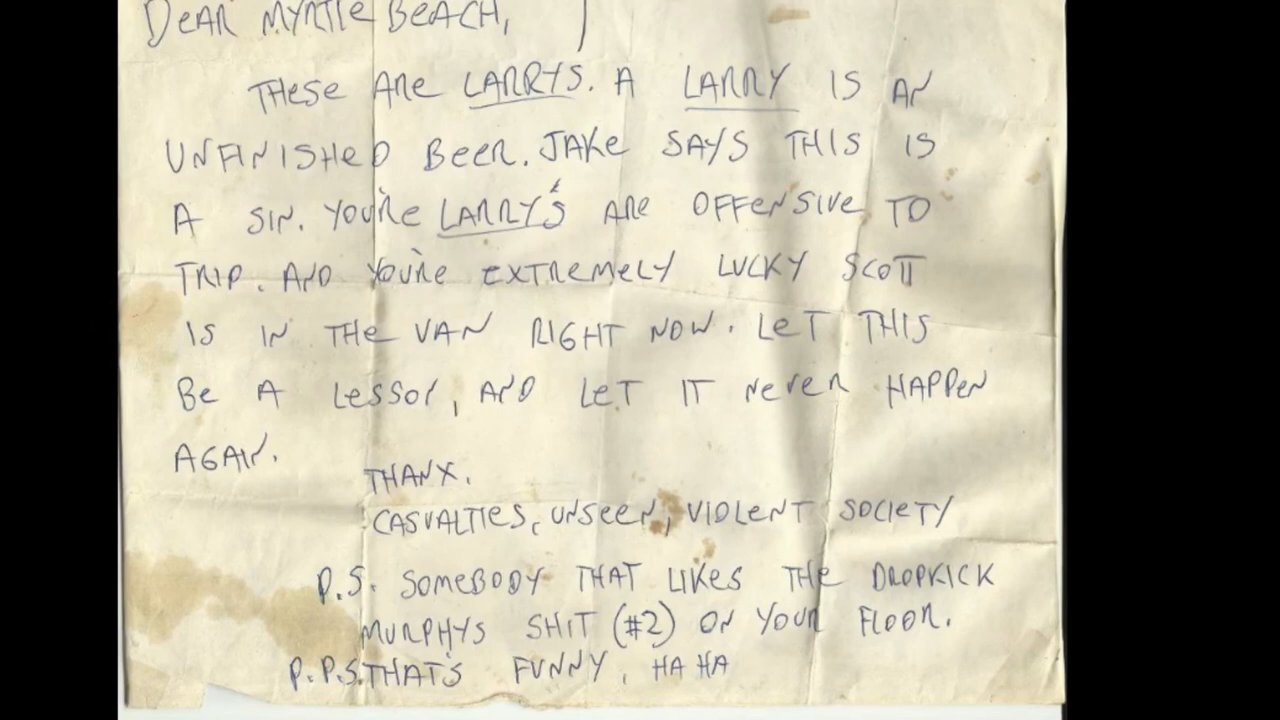 DEAR MYRTLE BEACH,
THESE ARE LARRYS. A LARRY IS AN
UNFINISHED BEER. JAKE SAYS THIS IS
A SIN. YOU'RE LARRY'S ARE OFFENSIVE TO
TRIP. AND YOU'RE EXTREMELY LUCKY SCOTT
IS IN THE VAN RIGHT NOW. LET THIS
BE A LESSON, AND LET IT NEVER HAPPEN
AGAIN.
THANX.
CASUALTIES, UNSEEN, VIOLENT SOCIETY
P.S. SOMEBODY THAT LIKES THE DROPKICK
MURPHYS SHIT (#2) ON YOUR FLOOR.
P.P.S. THAT'S FUNNY, HA HA